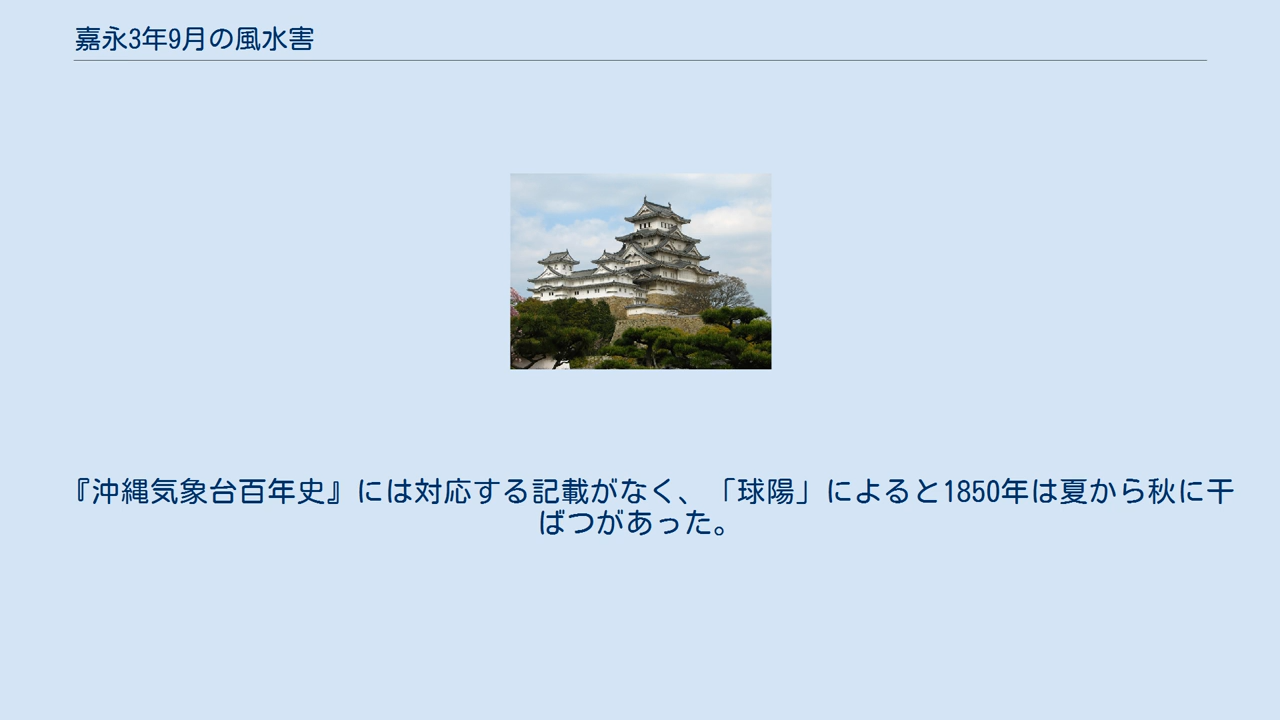 嘉永3年9月の風水害
『沖縄気象台百年史』には対応する記載がなく、「球陽」によると1850年は夏から秋に干
ばつがあった。